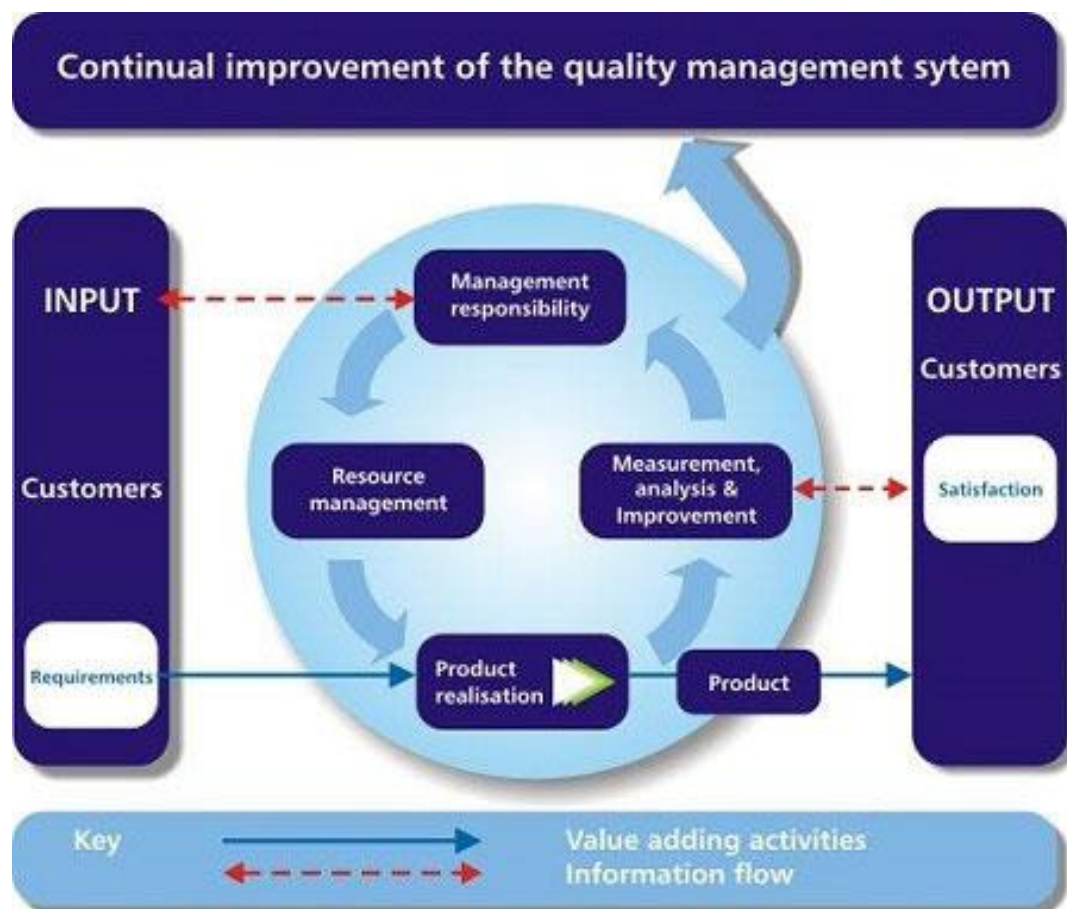 Continual improvement of the quality management sytem
INPUT
Customers
Requirements
Management
responsibility
Resource
management
Measurement,
analysis &
Improvement
Product
realisation
Product
OUTPUT
Customers
Satisfaction
Key
Value adding activities
Information flow